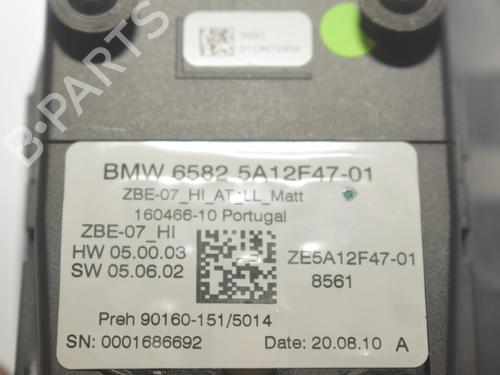 B-PARTS
BMW 6582 5A12F47-01
ZBE-07_HI_AT_LL_Matt
160466-10 Portugal
ZBE-07_HI
HW 05.00.03
SW 05.06.02
ZE5A12F47-01
8561
Preh 90160-151/5014
SN: 0001686692
Date: 20.08.10 A